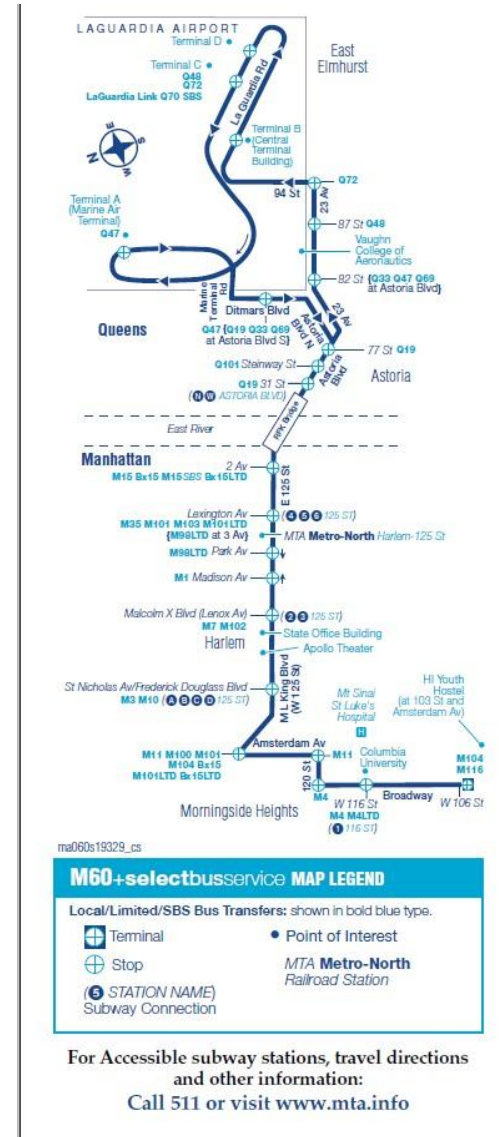 LAGUARDIA AIRPORT
Terminal D
East
Elmhurst
Terminal C
Q48
Q72
LaGuardia Link Q70 SBS
La Guardia Rd
Terminal B
(Central
Terminal
Building)
S
E
W
N
94 St
Q72
23 Av
Terminal A
(Marine Air
Terminal)
Q47
87 St Q48
Vaughn
College of
Aeronautics
82 St {Q33 Q47 Q69
at Astoria Blvd}
Marine
Terminal
Rd
Ditmars Blvd
Q47 {Q19 Q33 Q69
at Astoria Blvd S}
Astoria
Blvd N
23 Av
Queens
77 St Q19
Q101 Steinway St
Astoria
Blvd
Astoria
Q19 31 St
(N W ASTORIA BLVD)
RFK Bridge
East River
Manhattan
2 Av
M15 Bx15 M15SBS Bx15LTD
E 125 St
Lexington Av
M35 M101 M103 M101LTD
{M98LTD at 3 Av}
(4 5 6 125 ST)
MTA Metro-North Harlem-125 St
M98LTD Park Av
M1 Madison Av
Malcolm X Blvd (Lenox Av)
M7 M102
(2 3 125 ST)
Harlem
State Office Building
Apollo Theater
M L King Blvd
(W 125 St)
St Nicholas Av/Frederick Douglass Blvd
M3 M10 (A B C D 125 ST)
Mt Sinai
St Luke's
Hospital
H
HI Youth
Hostel
(at 103 St and
Amsterdam Av)
Amsterdam Av
M11 M100 M101
M104 Bx15
M101LTD Bx15LTD
M11
Columbia
University
M104
M116
120 St
M4
Broadway
W 116 St
M4 M4LTD
(1 116 ST)
W 106 St
Morningside Heights
ma060s19329_cs
M60+selectbusservice MAP LEGEND
Local/Limited/SBS Bus Transfers: shown in bold blue type.
Terminal
Point of Interest
Stop
MTA Metro-North
Railroad Station
(5 STATION NAME)
Subway Connection
For Accessible subway stations, travel directions
and other information:
Call 511 or visit www.mta.info